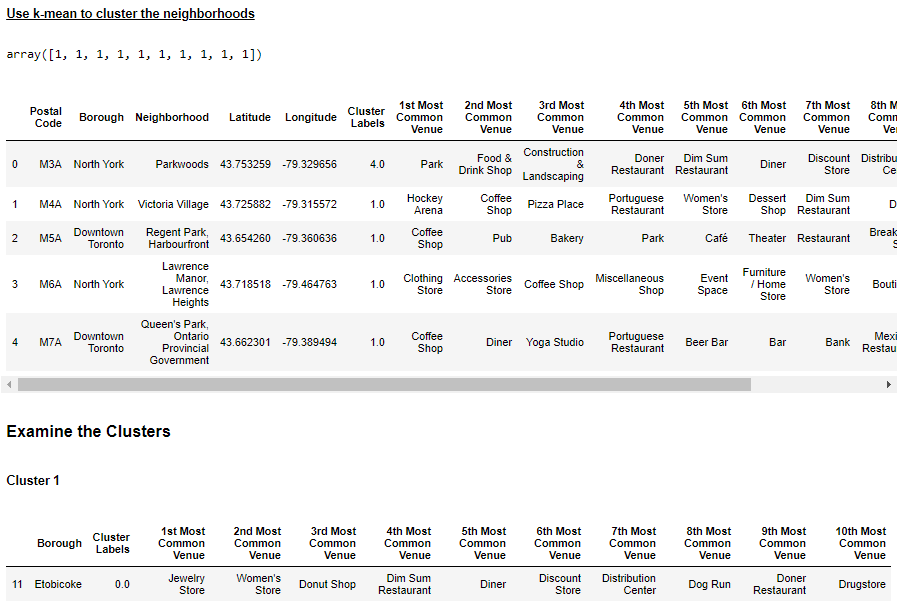 Use k-mean to cluster the neighborhoods
array([1, 1, 1, 1, 1, 1, 1, 1, 1, 1])
Postal Code Borough Neighborhood Latitude Longitude Cluster Labels 1st Most Common Venue 2nd Most Common Venue 3rd Most Common Venue 4th Most Common Venue 5th Most Common Venue 6th Most Common Venue 7th Most Common Venue 8th M Comm Ve
0 M3A North York Parkwoods 43.753259 -79.329656 4.0 Park Food & Drink Shop Construction & Landscaping Doner Restaurant Dim Sum Restaurant Diner Discount Store Distribu Ce
1 M4A North York Victoria Village 43.725882 -79.315572 1.0 Hockey Arena Coffee Shop Pizza Place Portuguese Restaurant Women's Store Dessert Shop Dim Sum Restaurant D
2 M5A Downtown Toronto Regent Park, Harbourfront 43.654260 -79.360636 1.0 Coffee Shop Pub Bakery Park Café Theater Restaurant Break S
3 M6A North York Lawrence Manor, Lawrence Heights 43.718518 -79.464763 1.0 Clothing Store Accessories Store Coffee Shop Miscellaneous Shop Event Space Furniture / Home Store Women's Store Bouti
4 M7A Downtown Toronto Queen's Park, Ontario Provincial Government 43.662301 -79.389494 1.0 Coffee Shop Diner Yoga Studio Portuguese Restaurant Beer Bar Bar Bank Mexi Restau
Examine the Clusters
Cluster 1
Borough Cluster Labels 1st Most Common Venue 2nd Most Common Venue 3rd Most Common Venue 4th Most Common Venue 5th Most Common Venue 6th Most Common Venue 7th Most Common Venue 8th Most Common Venue 9th Most Common Venue 10th Most Common Venue
11 Etobicoke 0.0 Jewelry Store Women's Store Donut Shop Dim Sum Restaurant Diner Discount Store Distribution Center Dog Run Doner Restaurant Drugstore